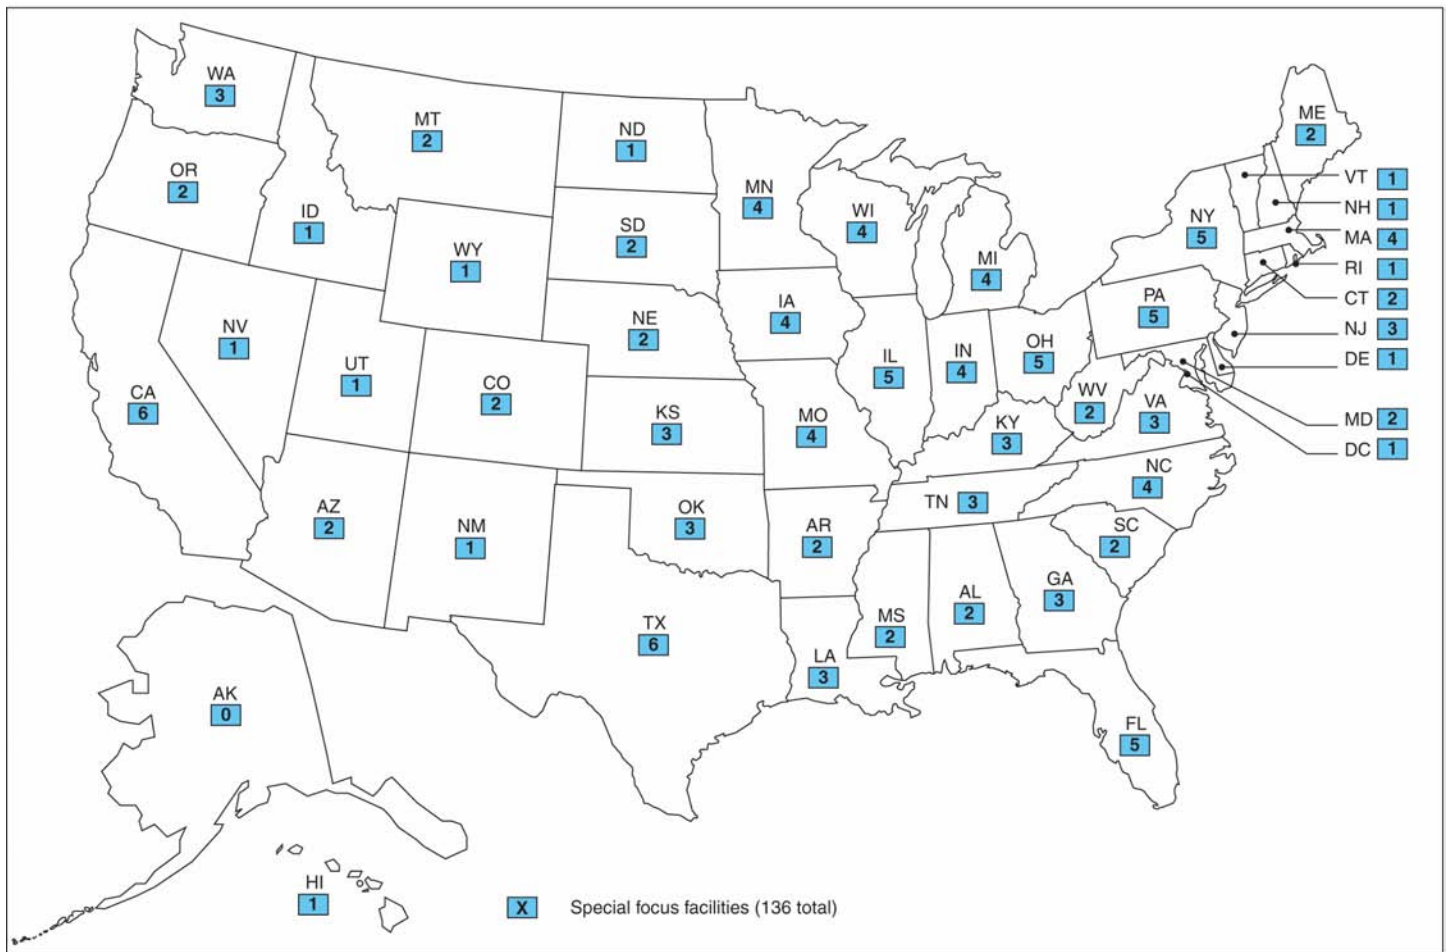 WA
3
MT
2
ND
1
ME
2
OR
2
ID
1
MN
4
VT
1
NH
1
WY
1
SD
2
WI
4
NY
5
MA
4
MI
4
RI
1
CT
2
NV
1
NE
2
IA
4
PA
5
NJ
3
UT
1
CO
2
IL
5
IN
4
OH
5
DE
1
CA
6
KS
3
MO
4
KY
3
WV
2
VA
3
MD
2
DC
1
AZ
2
NM
1
OK
3
AR
2
TN 3
NC
4
SC
2
TX
6
LA
3
MS
2
AL
2
GA
3
AK
0
FL
5
HI
1
X Special focus facilities (136 total)